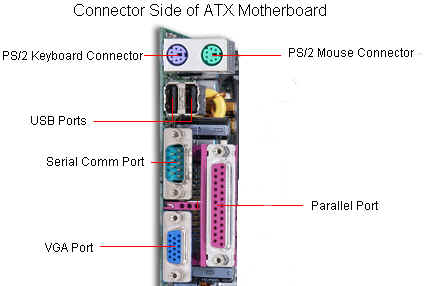 Connector Side of ATX Motherboard
PS/2 Keyboard Connector
PS/2 Mouse Connector
USB Ports
Serial Comm Port
Parallel Port
VGA Port